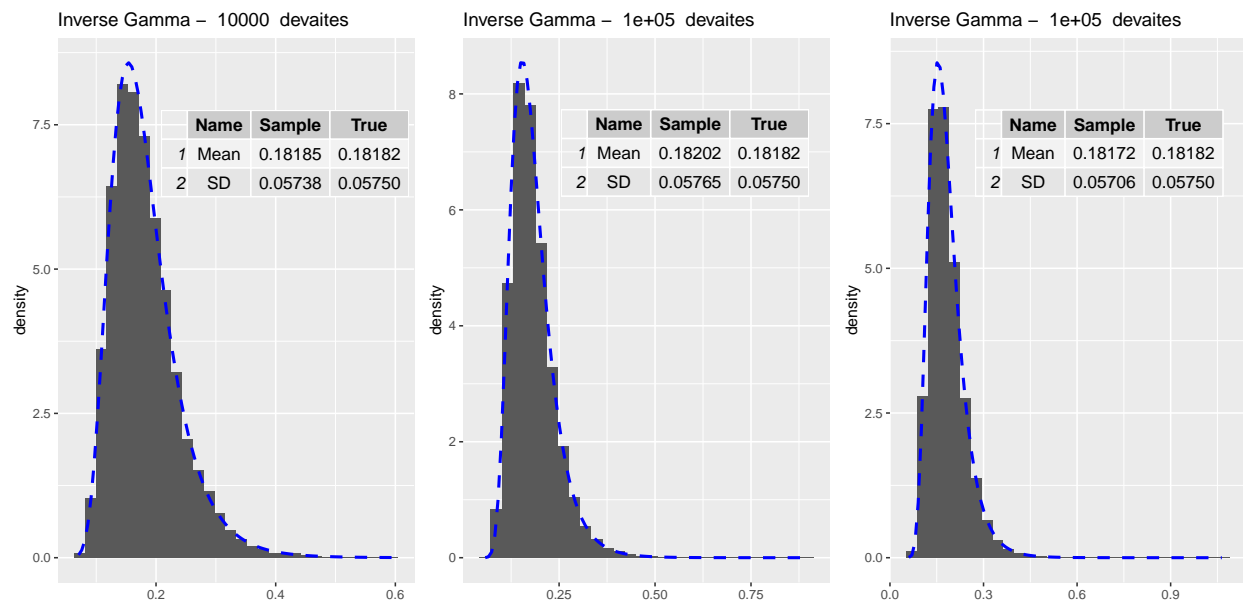 Inverse Gamma – 10000 devaites
density
7.5
5.0
2.5
0.0
0.2
0.4
0.6
Name Sample True
1 Mean 0.18185 0.18182
2 SD 0.05738 0.05750
Inverse Gamma – 1e+05 devaites
density
8
6
4
2
0
0.25
0.50
0.75
Name Sample True
1 Mean 0.18202 0.18182
2 SD 0.05765 0.05750
Inverse Gamma – 1e+05 devaites
density
7.5
5.0
2.5
0.0
0.0
0.3
0.6
0.9
Name Sample True
1 Mean 0.18172 0.18182
2 SD 0.05706 0.05750